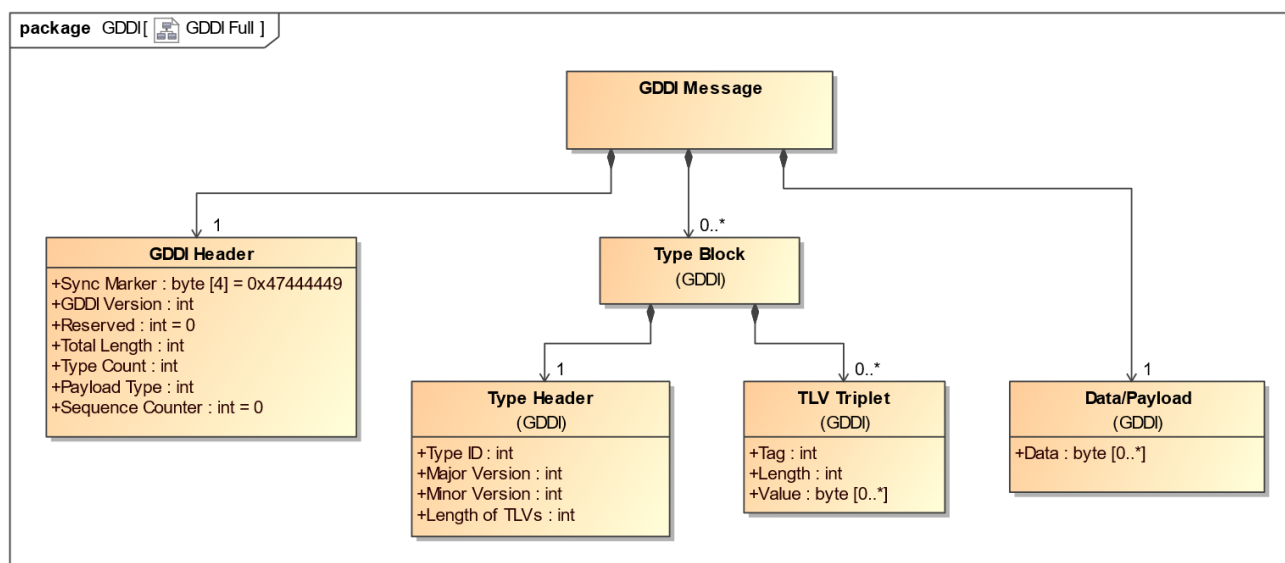 package GDDI[ GDDI Full ]
GDDI Message
1
0..*
GDDI Header
+Sync Marker : byte [4] = 0x47444449
+GDDI Version : int
+Reserved : int = 0
+Total Length : int
+Type Count : int
+Payload Type : int
+Sequence Counter : int = 0
Type Block
(GDDI)
1
0..*
1
Type Header
(GDDI)
+Type ID : int
+Major Version : int
+Minor Version : int
+Length of TLVs : int
TLV Triplet
(GDDI)
+Tag : int
+Length : int
+Value : byte [0..*]
Data/Payload
(GDDI)
+Data : byte [0..*]